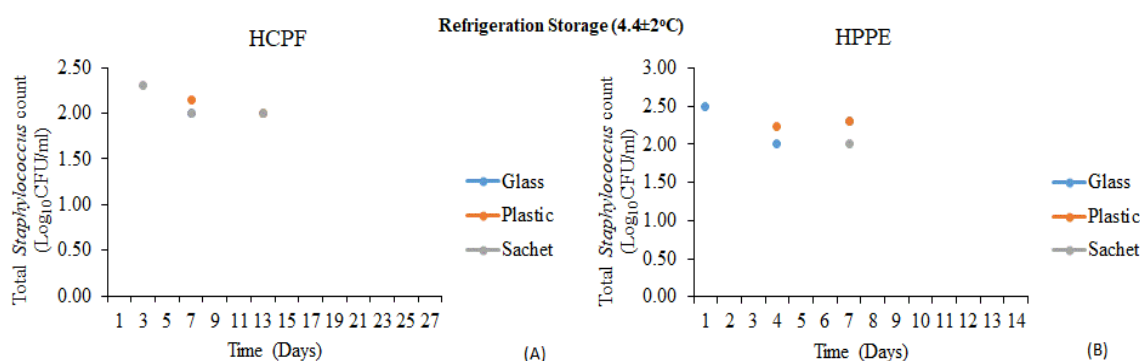 Refrigeration Storage (4.4±2°C)
HCPF
Total Staphylococcus count
(Log₁₀CFU/ml)
2.50
2.00
1.50
1.00
0.50
0.00
1 3 5 7 9 11 13 15 17 19 21 23 25 27
Time (Days)
(A)
Glass
Plastic
Sachet
HPPE
Total Staphylococcus count
(Log₁₀CFU/ml)
3.00
2.50
2.00
1.50
1.00
0.50
0.00
1 2 3 4 5 6 7 8 9 10 11 12 13 14
Time (Days)
(B)
Glass
Plastic
Sachet